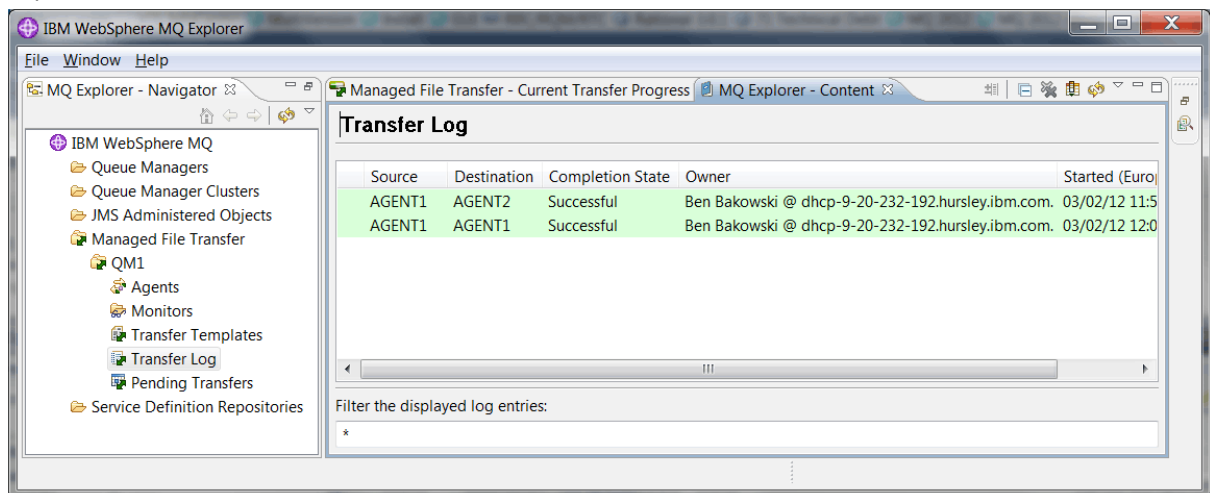 IBM WebSphere MQ Explorer
File Window Help
MQ Explorer - Navigator
Managed File Transfer - Current Transfer Progress
MQ Explorer - Content
IBM WebSphere MQ
Queue Managers
Queue Manager Clusters
JMS Administered Objects
Managed File Transfer
QM1
Agents
Monitors
Transfer Templates
Transfer Log
Pending Transfers
Service Definition Repositories
Transfer Log
Source Destination Completion State Owner Started (Euro
AGENT1 AGENT2 Successful Ben Bakowski @ dhcp-9-20-232-192.hursley.ibm.com. 03/02/12 11:5
AGENT1 AGENT1 Successful Ben Bakowski @ dhcp-9-20-232-192.hursley.ibm.com. 03/02/12 12:0
Filter the displayed log entries:
*